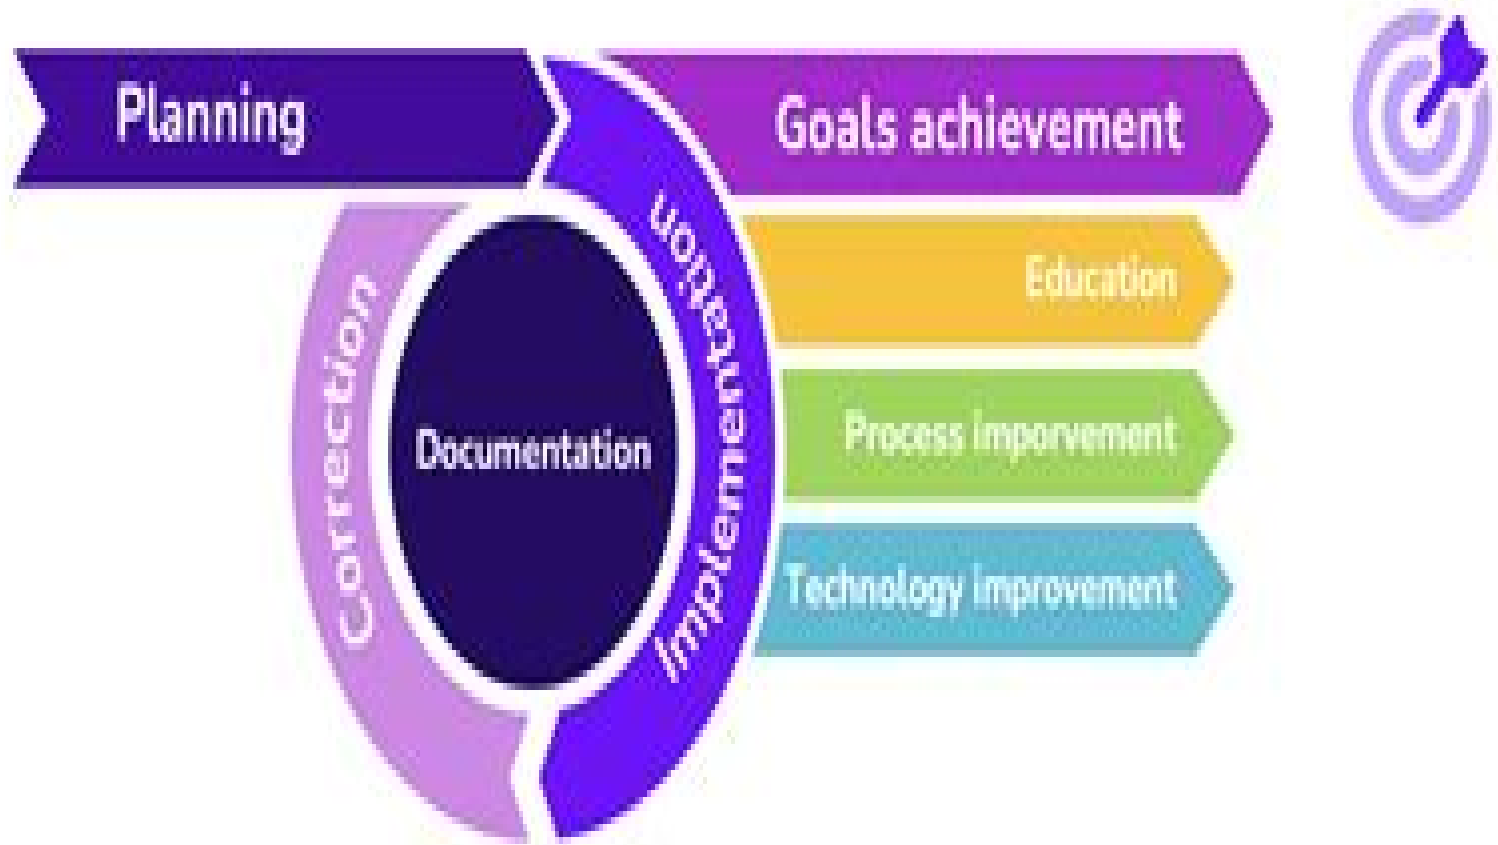 Planning
Goals achievement
Implementation
Education
Correction
Process imporvement
Documentation
Technology improvement